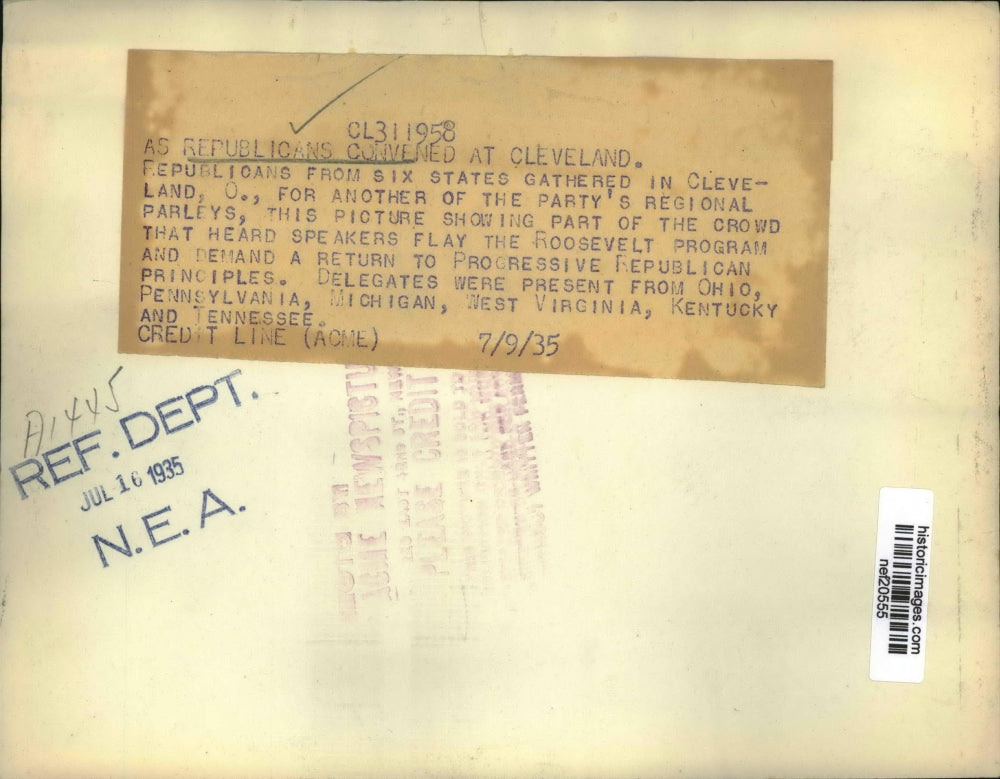 CL311958
AS REPUBLICANS CONVENED AT CLEVELAND.
REPUBLICANS FROM SIX STATES GATHERED IN CLEVE-
LAND, O., FOR ANOTHER OF THE PARTY'S REGIONAL
PARLEYS, THIS PICTURE SHOWING PART OF THE CROWD
THAT HEARD SPEAKERS FLAY THE ROOSEVELT PROGRAM
AND DEMAND A RETURN TO PROGRESSIVE REPUBLICAN
PRINCIPLES. DELEGATES WERE PRESENT FROM OHIO,
PENNSYLVANIA, MICHIGAN, WEST VIRGINIA, KENTUCKY
AND TENNESSEE.
CREDIT LINE (ACME) 7/9/35
A1445
REF. DEPT.
JUL 16 1935
N.E.A.
ACME NEWSPICTU
PLEASE CREDIT
historicimages.com
nef20555